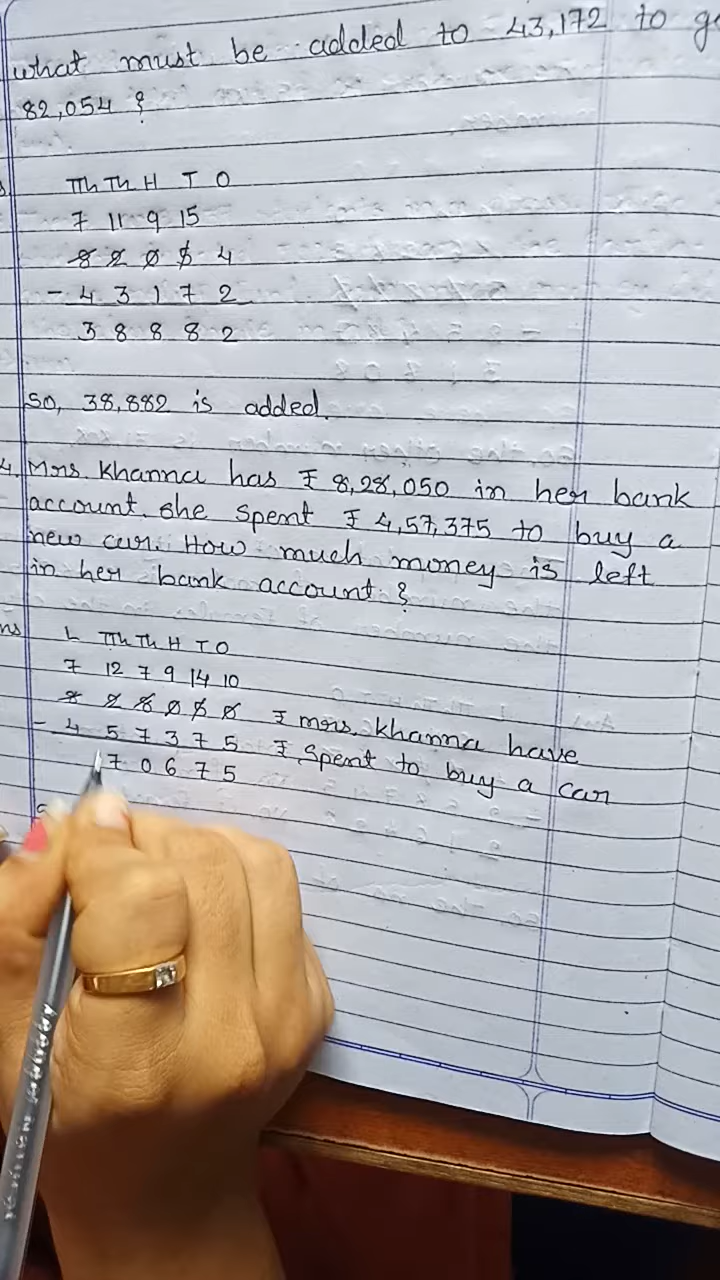 what must be added to 43,172 to
82,054 ?
TTh Th H T O
7 11 9 15
8 2 0 5 4
- 4 3 1 7 2
3 8 8 8 2
So, 38,882 is added.
4. Mrs. Khanna has ₹ 8,28,050 in her bank
account. She spent ₹ 4,57,375 to buy a
new car. How much money is left
in her bank account ?
ns L TTh Th H T O
7 12 7 9 14 10
8 2 8 0 5 0 ₹ mrs. Khanna have
- 4 5 7 3 7 5 ₹ Spent to buy a car
7 0 6 7 5